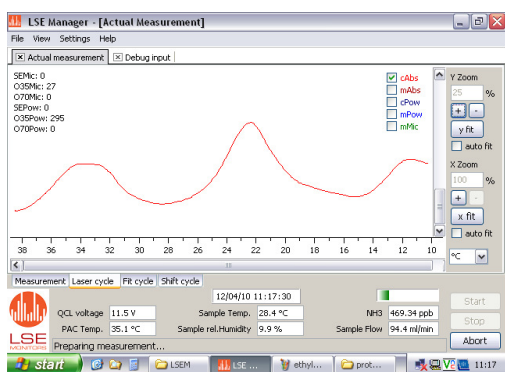 LSE Manager - [Actual Measurement]
File View Settings Help
Actual measurement Debug input
SEMic: 0
O35Mic: 27
O70Mic: 0
SEPow: 0
O35Pow: 295
O70Pow: 0
cAbs
mAbs
cPow
mPow
mMic
Y Zoom
25 %
+ -
y fit
auto fit
X Zoom
100 %
+ -
x fit
auto fit
°C
38 36 34 32 30 28 26 24 22 20 18 16 14 12 10
Measurement Laser cycle Fit cycle Shift cycle
12/04/10 11:17:30
QCL voltage 11.5 V Sample Temp. 28.4 °C NH3 469.34 ppb
PAC Temp. 35.1 °C Sample rel.Humidity 9.9 % Sample Flow 94.4 ml/min
Preparing measurement...
LSE
MONITORS
Start
Stop
Abort
start LSEM LSE ... ethyl... prot... 11:17